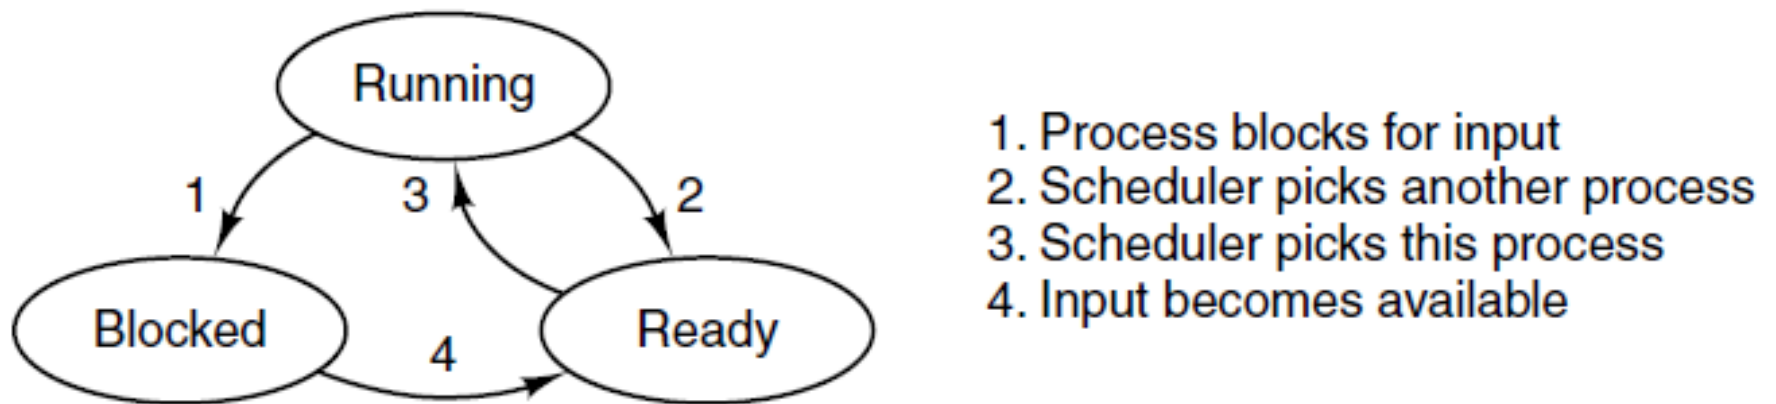 Running
1
3
2
Blocked
4
Ready
1. Process blocks for input
2. Scheduler picks another process
3. Scheduler picks this process
4. Input becomes available